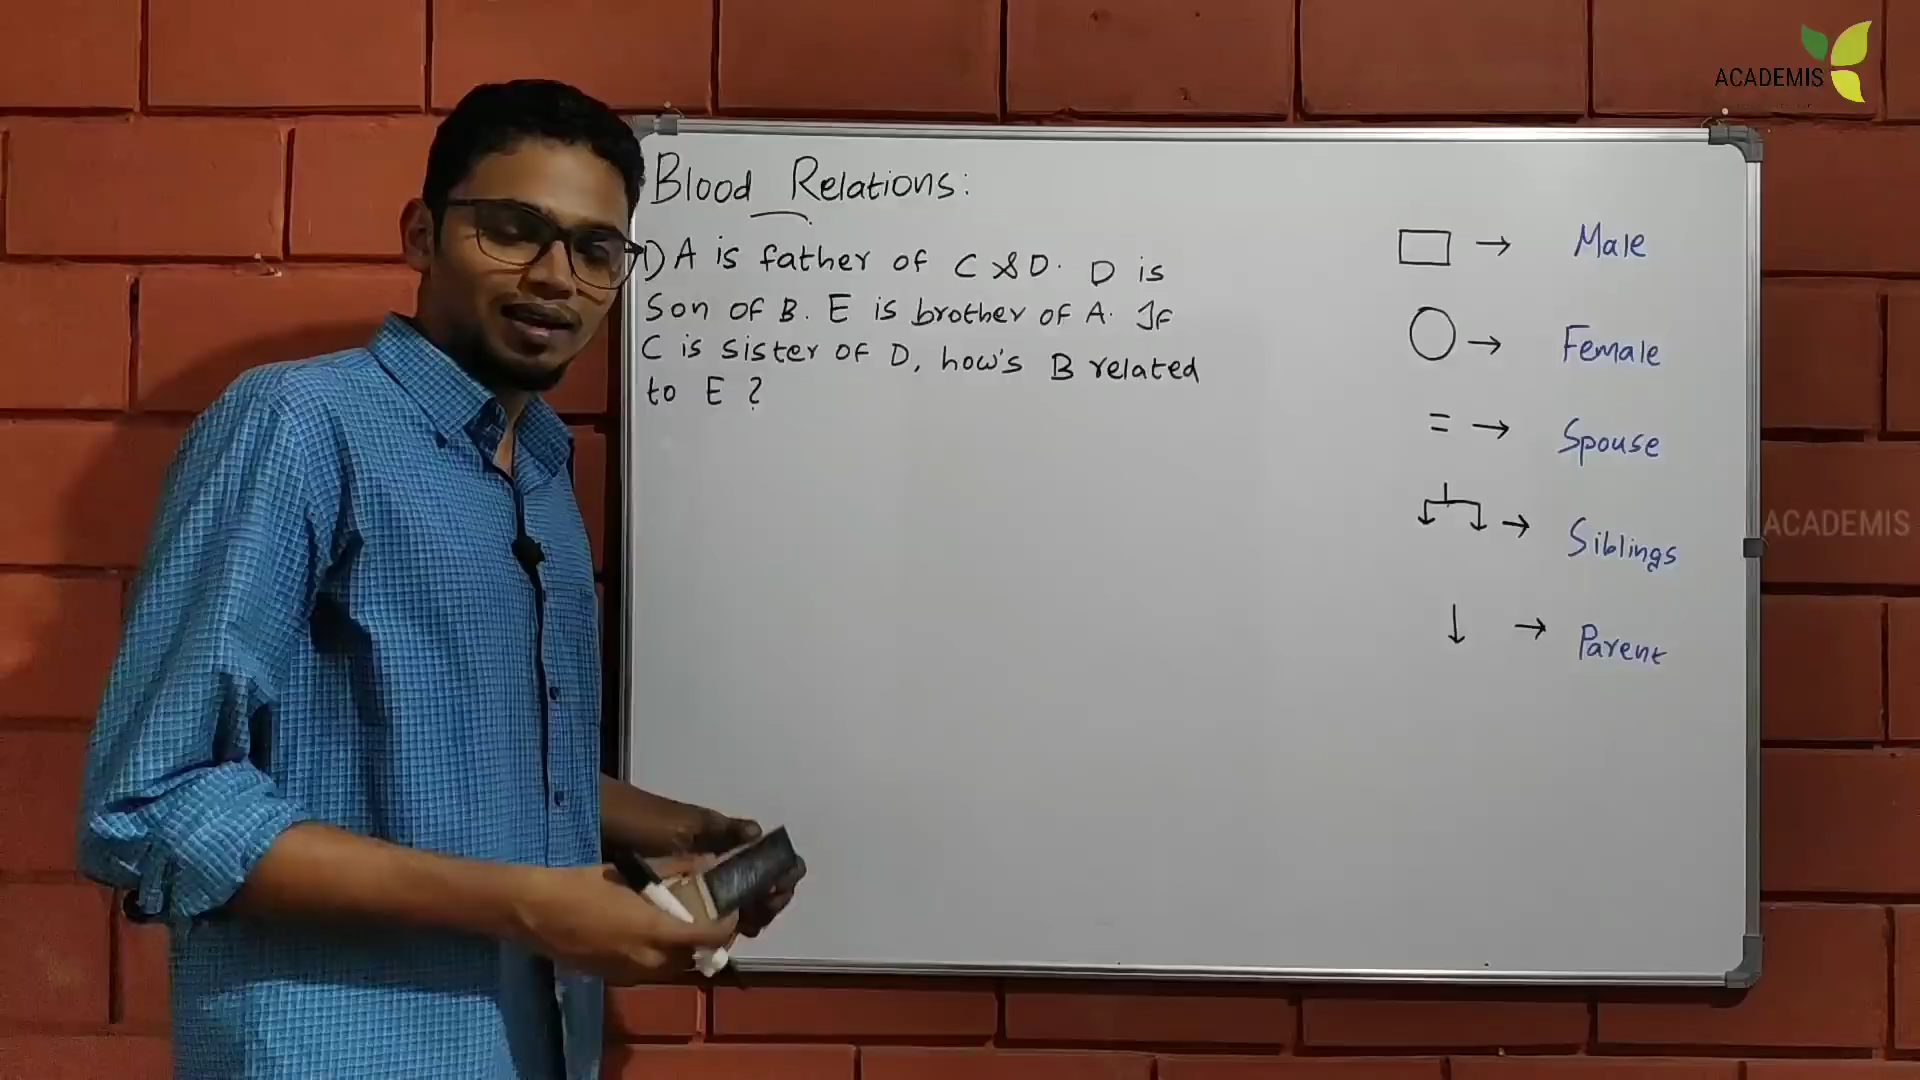 Blood Relations:
1) A is father of C & D. D is
Son of B. E is brother of A. If
C is sister of D, how's B related
to E ?
Male
Female
= → Spouse
Siblings
Parent
ACADEMIS
ACADEMIS